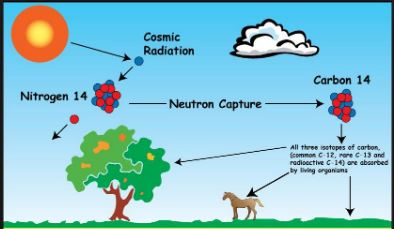 Cosmic
Radiation
Nitrogen 14
Neutron Capture
Carbon 14
All three isotopes of carbon,
(common C-12, rare C-13 and
radioactive C-14) are absorbed
by living organisms